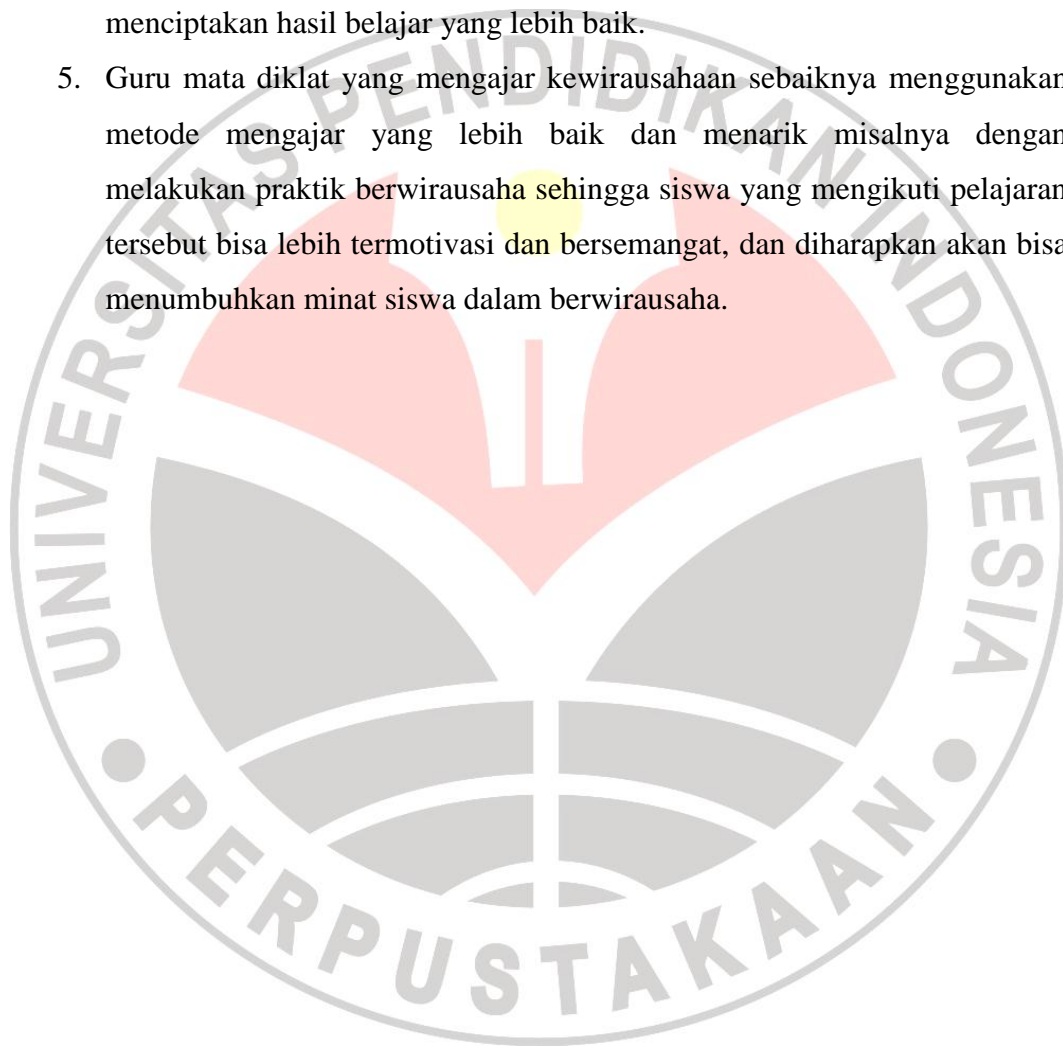 menciptakan hasil belajar yang lebih baik.
5. Guru mata diklat yang mengajar kewirausahaan sebaiknya menggunakan
metode mengajar yang lebih baik dan menarik misalnya dengan
melakukan praktik berwirausaha sehingga siswa yang mengikuti pelajaran
tersebut bisa lebih termotivasi dan bersemangat, dan diharapkan akan bisa
menumbuhkan minat siswa dalam berwirausaha.
UNIVERSITAS PENDIDIKAN INDONESIA
PERPUSTAKAAN